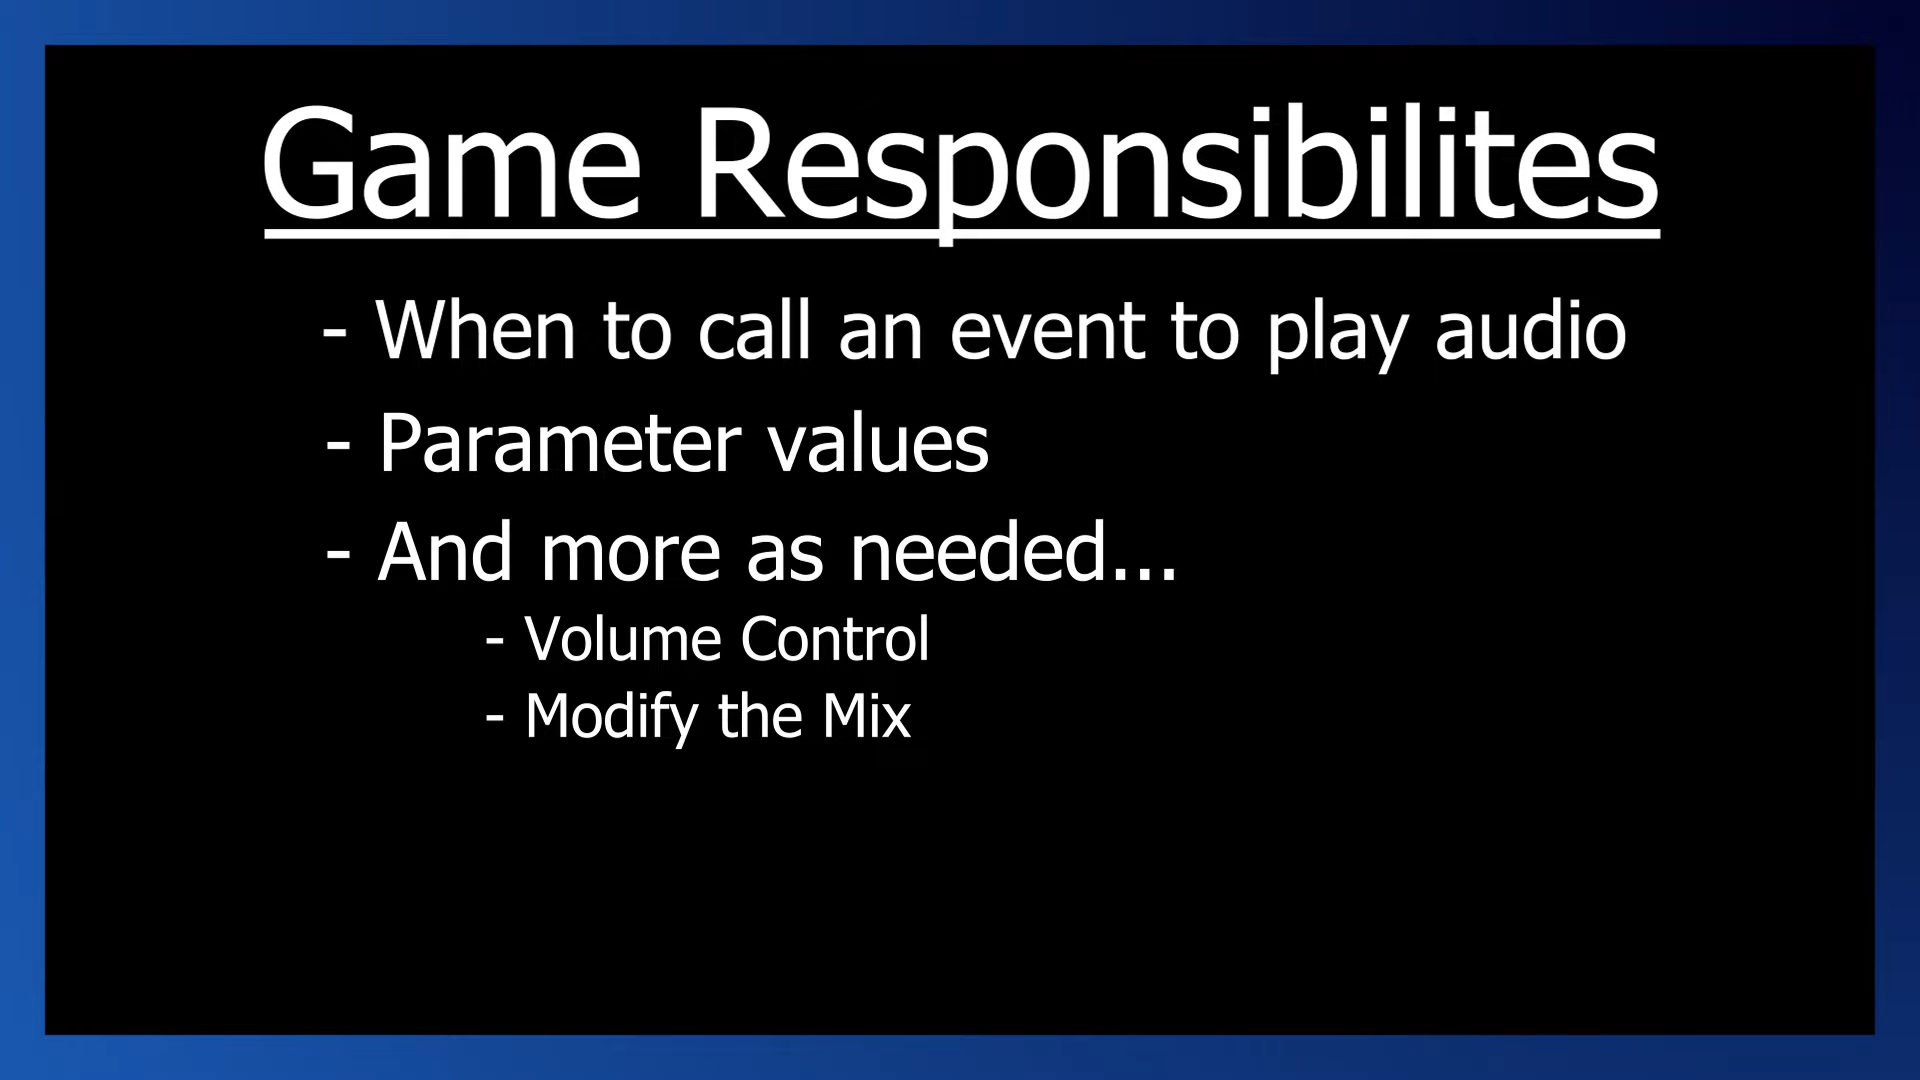 Game Responsibilites
- When to call an event to play audio
- Parameter values
- And more as needed...
- Volume Control
- Modify the Mix